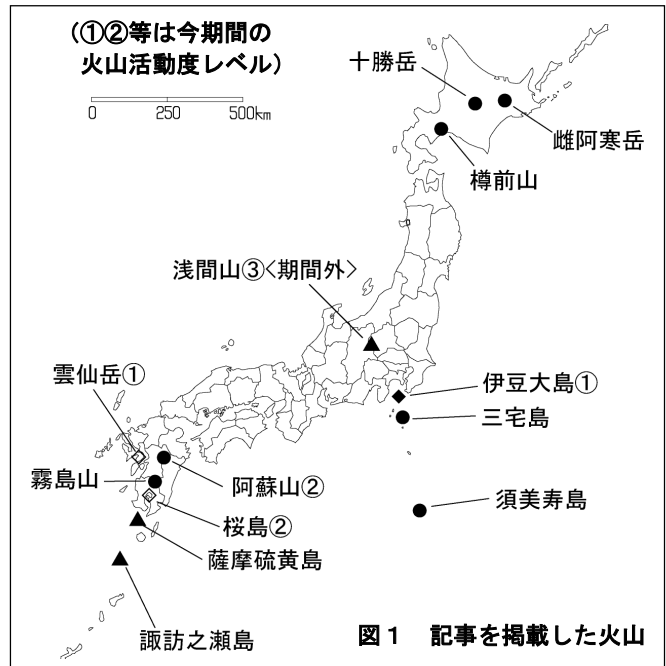 （①②等は今期間の
火山活動度レベル）
0 250 500km
十勝岳
雌阿寒岳
樽前山
浅間山③<期間外>
雲仙岳①
伊豆大島①
三宅島
霧島山
阿蘇山②
須美寿島
桜島②
薩摩硫黄島
諏訪之瀬島
図１ 記事を掲載した火山